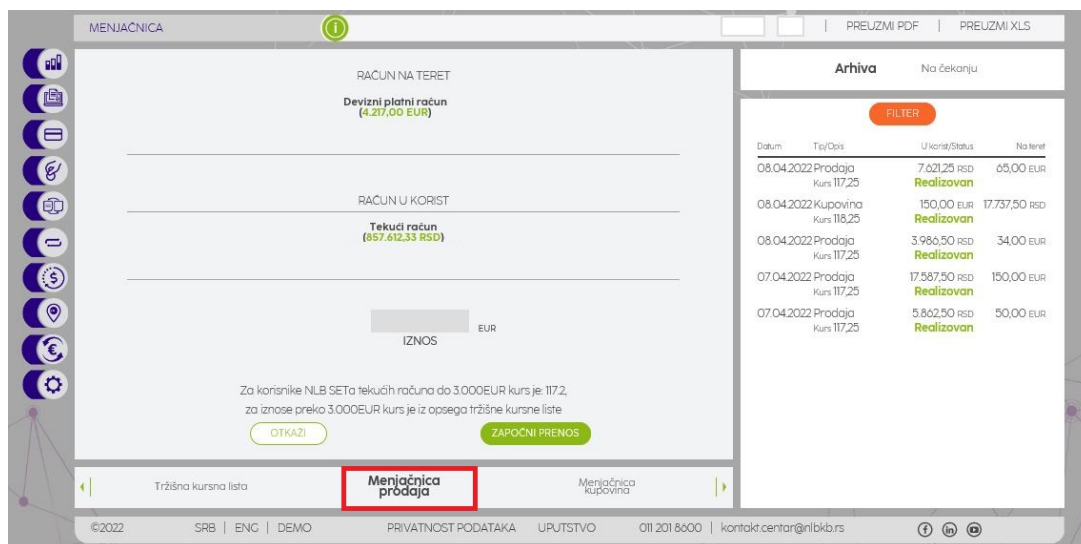 MENJAČNICA
PREUZMI PDF | PREUZMI XLS
RAČUN NA TERET
Devizni platni račun
(4.217,00 EUR)
RAČUN U KORIST
Tekući račun
(857.612,33 RSD)
EUR
IZNOS
Za korisnike NLB SETa tekućih računa do 3.000EUR kurs je: 117.2,
za iznose preko 3.000EUR kurs je iz opsega tržišne kursne liste
OTKAŽI
ZAPOČNI PRENOS
Tržišna kursna lista
Menjačnica
prodaja
Menjačnica
kupovina
Arhiva Na čekanju
FILTER
Datum Tip/Opis U korist/Status Na teret
08.04.2022 Prodaja 7.621,25 RSD 65,00 EUR
Kurs 117,25 Realizovan
08.04.2022 Kupovina 150,00 EUR 17.737,50 RSD
Kurs 118,25 Realizovan
08.04.2022 Prodaja 3.986,50 RSD 34,00 EUR
Kurs 117,25 Realizovan
07.04.2022 Prodaja 17.587,50 RSD 150,00 EUR
Kurs 117,25 Realizovan
07.04.2022 Prodaja 5.862,50 RSD 50,00 EUR
Kurs 117,25 Realizovan
©2022 SRB | ENG | DEMO PRIVATNOST PODATAKA UPUTSTVO 011 201 8600 | kontakt.centar@nlbkb.rs